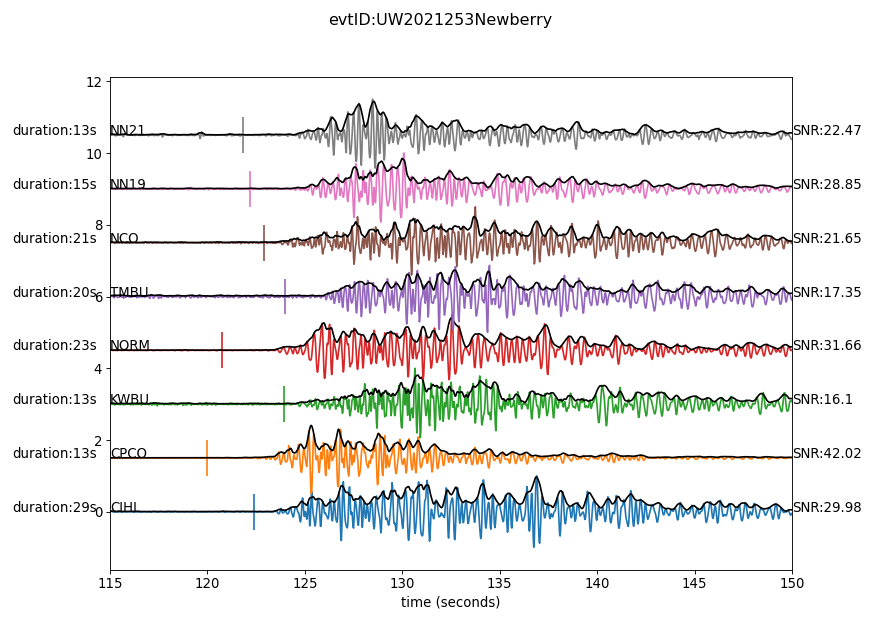 evtID:UW2021253Newberry
12
duration:13s NN21 SNR:22.47
10
duration:15s NN19 SNR:28.85
8
duration:21s NCO SNR:21.65
duration:20s TMBU SNR:17.35
6
duration:23s NORM SNR:31.66
4
duration:13s KWBU SNR:16.1
2
duration:13s CPCO SNR:42.02
duration:29s CIHL SNR:29.98
0
115 120 125 130 135 140 145 150
time (seconds)